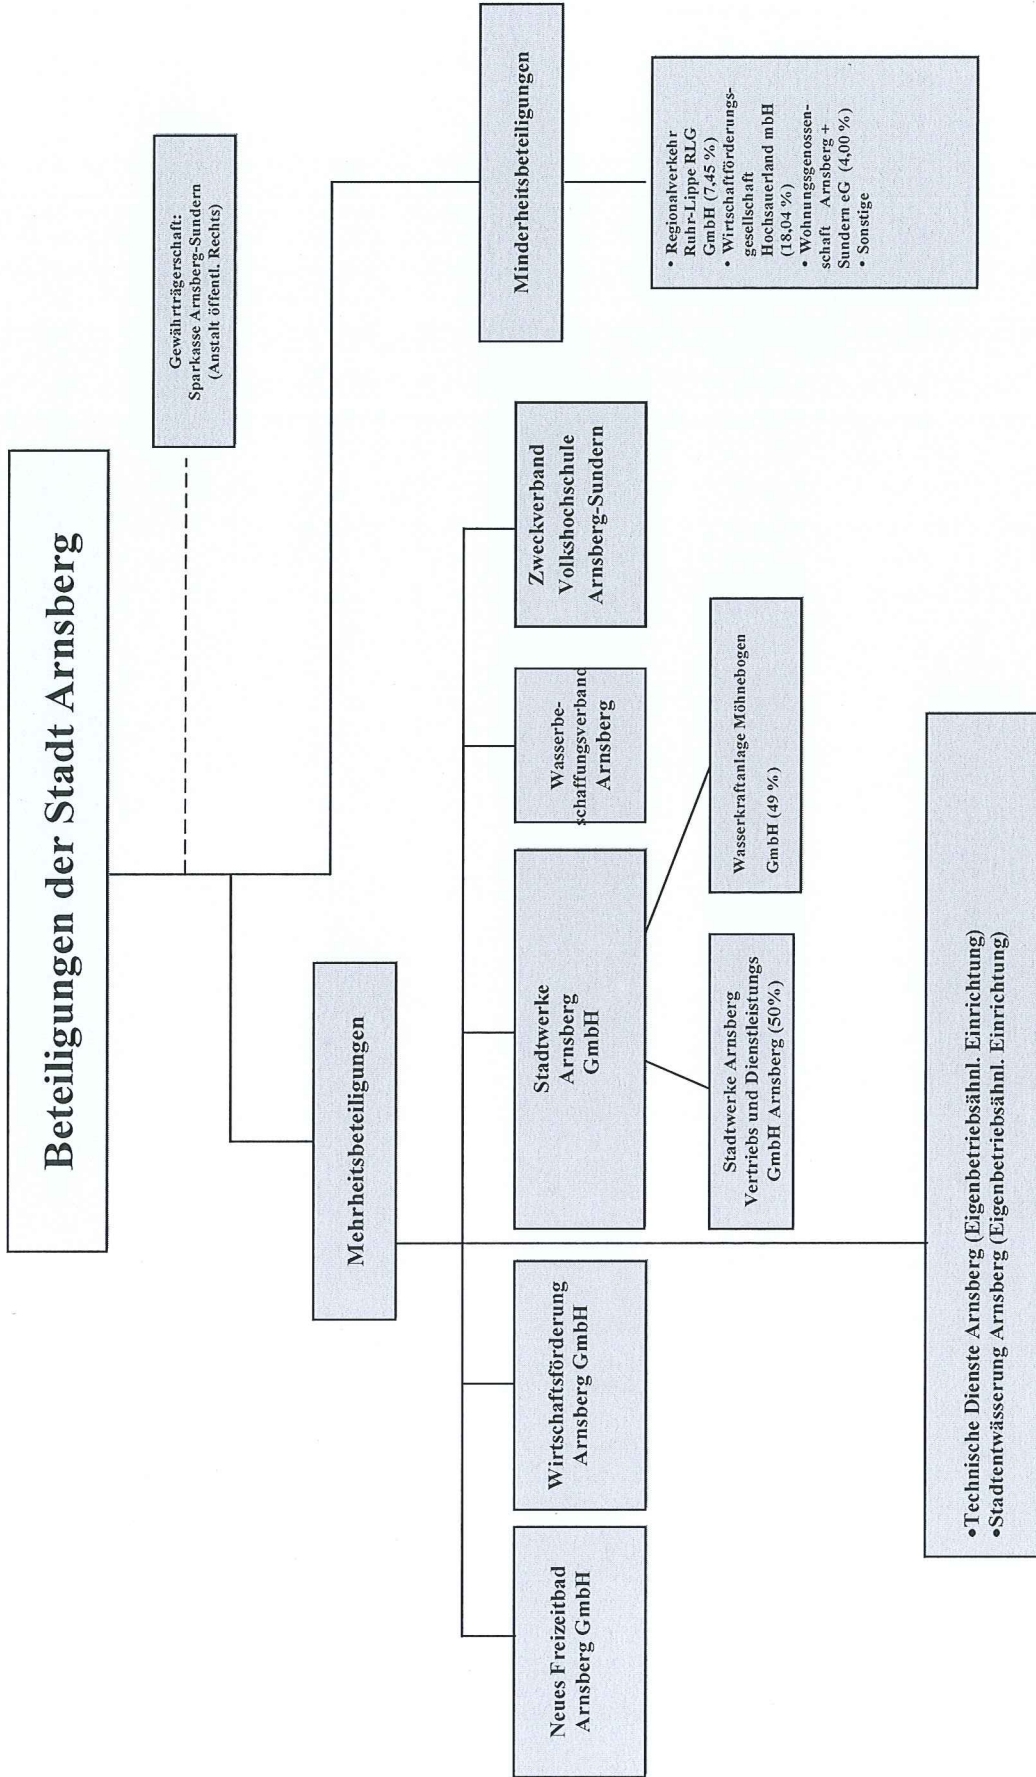 Beteiligungen der Stadt Arnsberg
Gewährträgerschaft:
Sparkasse Arnsberg-Sundern
(Anstalt öffentl. Rechts)
Mehrheitsbeteiligungen
Minderheitsbeteiligungen
Neues Freizeitbad
Arnsberg GmbH
Wirtschaftsförderung
Arnsberg GmbH
Stadtwerke
Arnsberg
GmbH
Wasserbe-
schaffungsverband
Arnsberg
Zweckverband
Volkshochschule
Arnsberg-Sundern
• Regionalverkehr
Ruhr-Lippe RLG
GmbH (7,45 %)
• Wirtschaftförderungs-
gesellschaft
Hochsauerland mbH
(18,04 %)
• Wohnungsgenossen-
schaft Arnsberg +
Sundern eG (4,00 %)
• Sonstige
Stadtwerke Arnsberg
Vertriebs und Dienstleistungs
GmbH Arnsberg (50%)
Wasserkraftanlage Möhnebogen
GmbH (49 %)
•Technische Dienste Arnsberg (Eigenbetriebsähnl. Einrichtung)
•Stadtentwässerung Arnsberg (Eigenbetriebsähnl. Einrichtung)